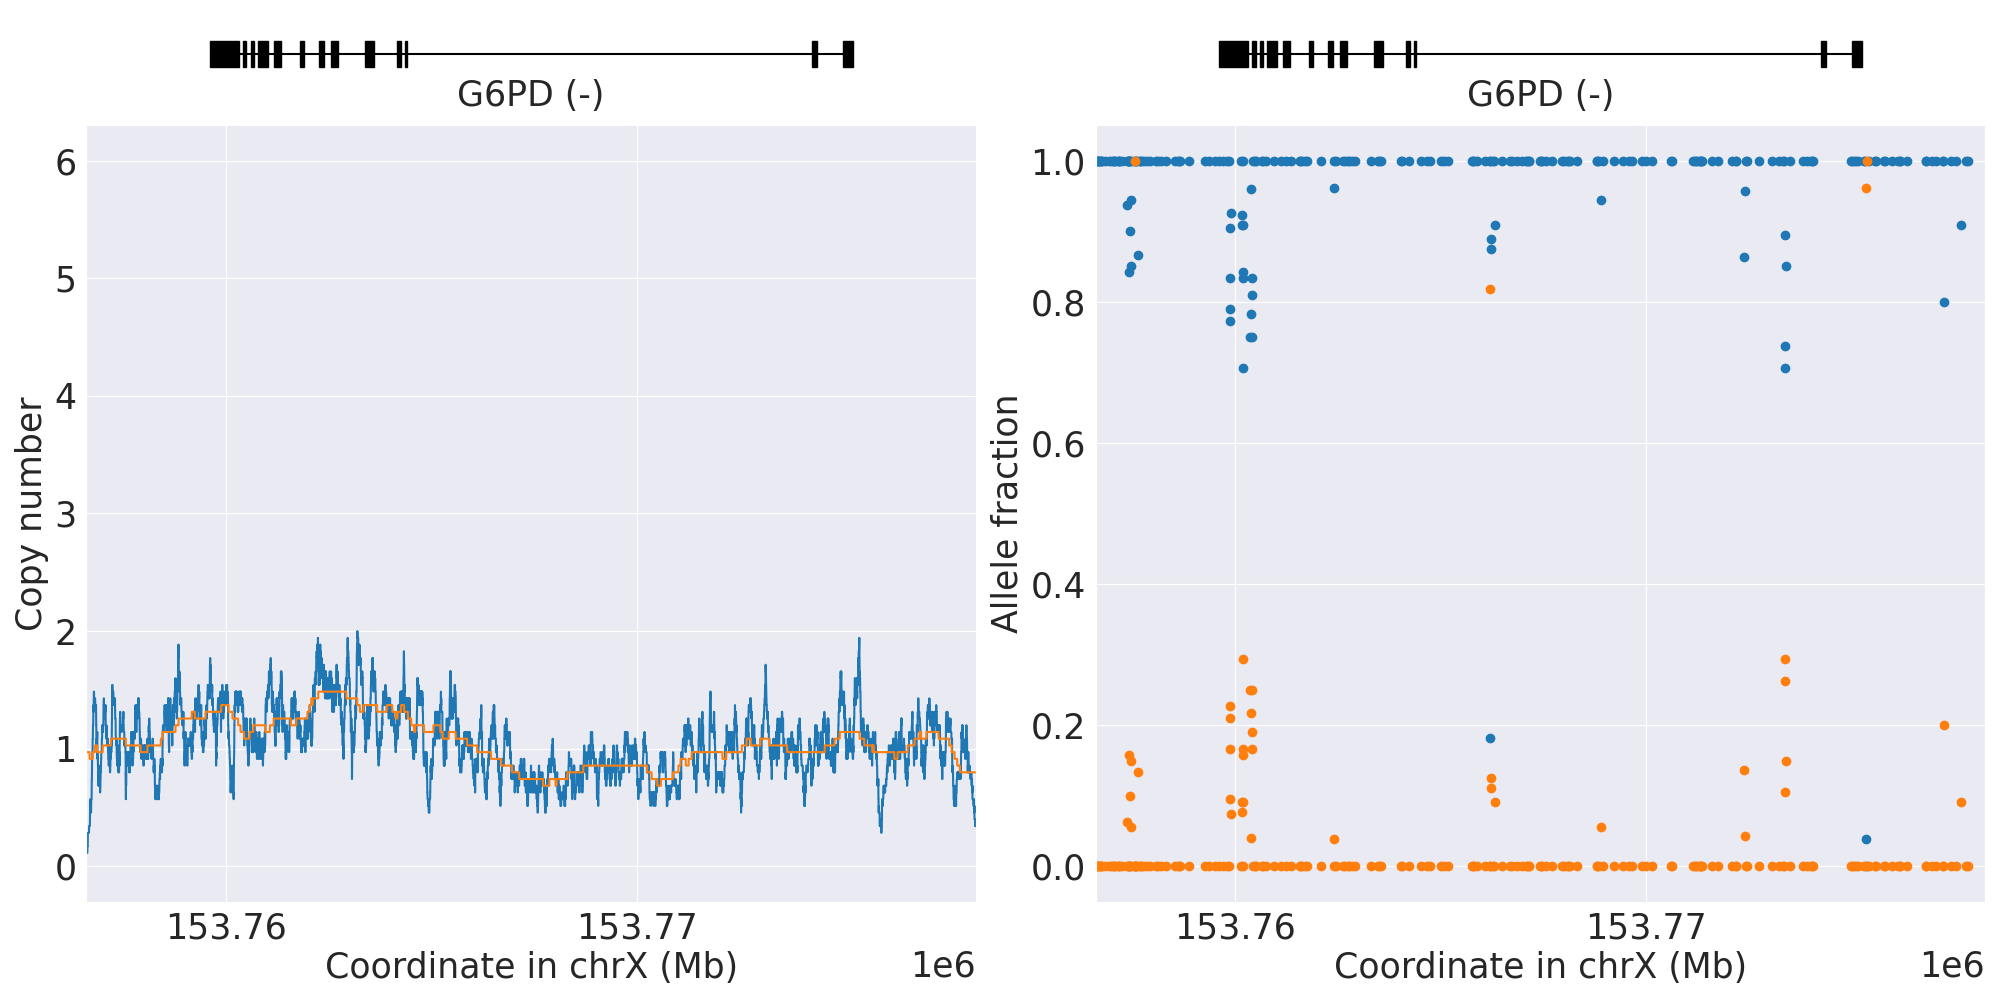 G6PD (-)
Copy number
6
5
4
3
2
1
0
153.76
153.77
Coordinate in chrX (Mb)
1e6
G6PD (-)
Allele fraction
1.0
0.8
0.6
0.4
0.2
0.0
153.76
153.77
Coordinate in chrX (Mb)
1e6